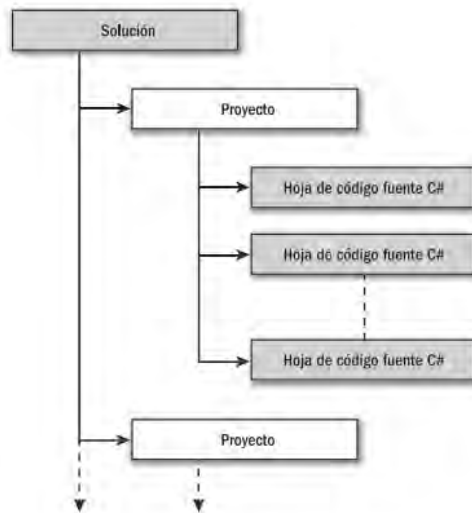 Solución
Proyecto
Hoja de código fuente C#
Hoja de código fuente C#
Hoja de código fuente C#
Proyecto